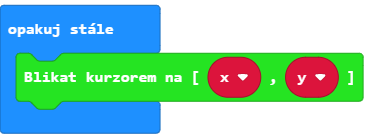 opakuj stále
Blikat kurzorem na [ x , y ]